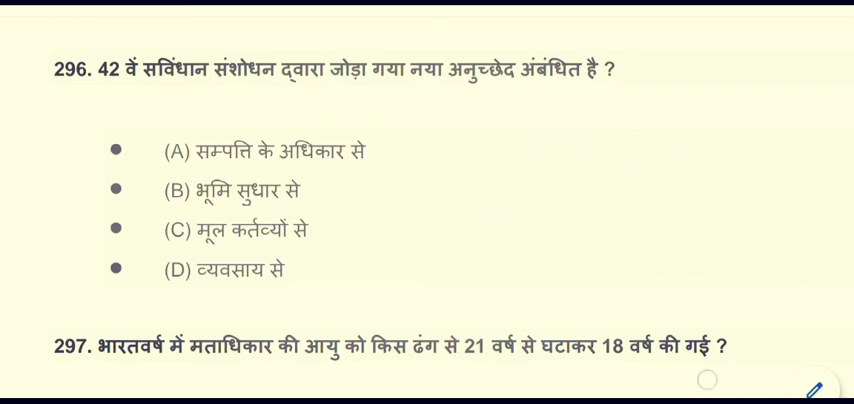 296. 42 वें सविंधान संशोधन द्वारा जोड़ा गया नया अनुच्छेद अंबंधित है ?
(A) सम्पत्ति के अधिकार से
(B) भूमि सुधार से
(C) मूल कर्तव्यों से
(D) व्यवसाय से
297. भारतवर्ष में मताधिकार की आयु को किस ढंग से 21 वर्ष से घटाकर 18 वर्ष की गई ?